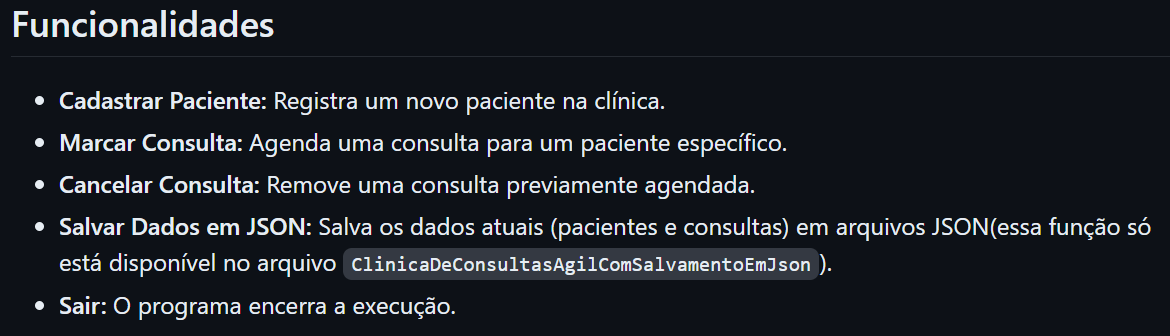 Funcionalidades
• Cadastrar Paciente: Registra um novo paciente na clínica.
• Marcar Consulta: Agenda uma consulta para um paciente específico.
• Cancelar Consulta: Remove uma consulta previamente agendada.
• Salvar Dados em JSON: Salva os dados atuais (pacientes e consultas) em arquivos JSON(essa função só
está disponível no arquivo ClinicaDeConsultasAgilComSalvamentoEmJson).
• Sair: O programa encerra a execução.